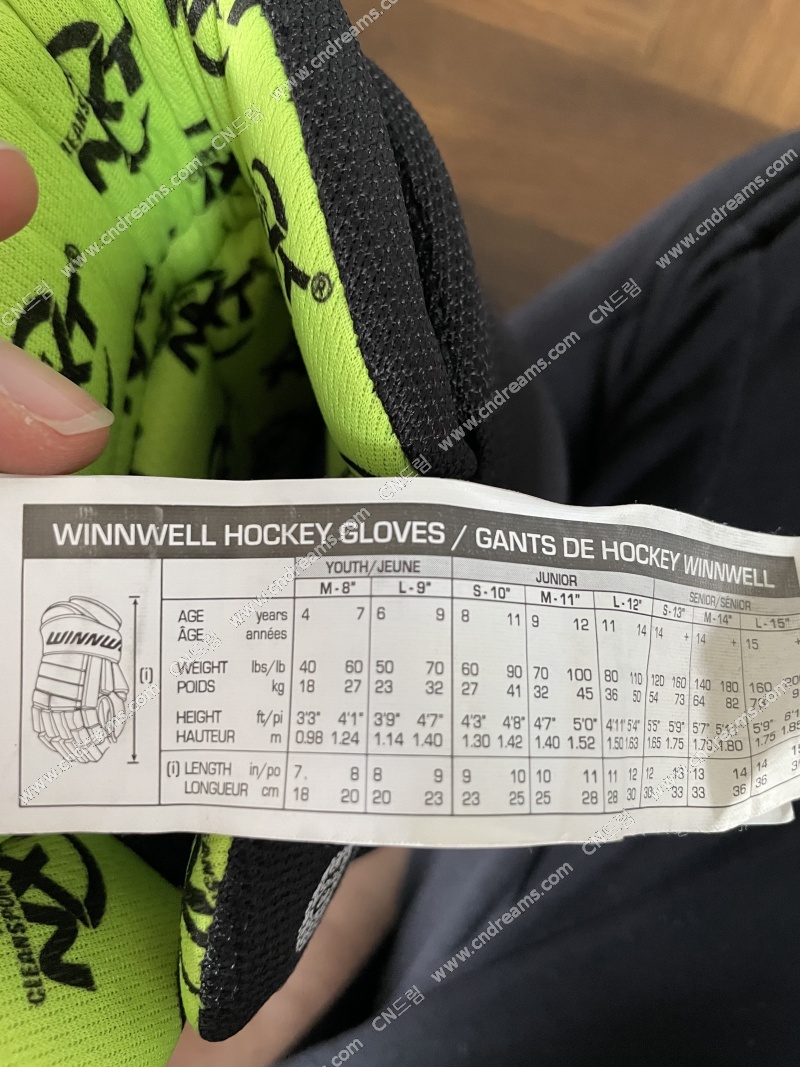 WINNWELL HOCKEY GLOVES / GANTS DE HOCKEY WINNWELL
YOUTH/JEUNE JUNIOR SENIOR/SÉNIOR
M-8" L-9" S-10" M-11" L-12" S-13" M-14" L-15"
AGE years 4 7 6 9 8 11 9 12 11 14 14 + 14 + 15 +
ÂGE années
WEIGHT lbs/lb 40 60 50 70 60 90 70 100 80 110 120 160 140 180 160
POIDS kg 18 27 23 32 27 41 32 45 36 50 54 73 64 82
HEIGHT ft/pi 3'3" 4'1" 3'9" 4'7" 4'3" 4'8" 4'7" 5'0" 4'11" 5'4" 5'5" 5'9" 5'7" 5'9"
HAUTEUR m 0.98 1.24 1.14 1.40 1.30 1.42 1.40 1.52 1.50 1.63 1.65 1.75 1.70 1.80 1.75
(i) LENGTH in/po 7. 8 8 9 9 10 10 11 11 12 12 13 13 14 14
LONGUEUR cm 18 20 20 23 23 25 25 28 28 30 33 33 36 36
(i)
WINNW
NXT
CLEANSPORT
NXT
®
CN드림
www.cndreams.com